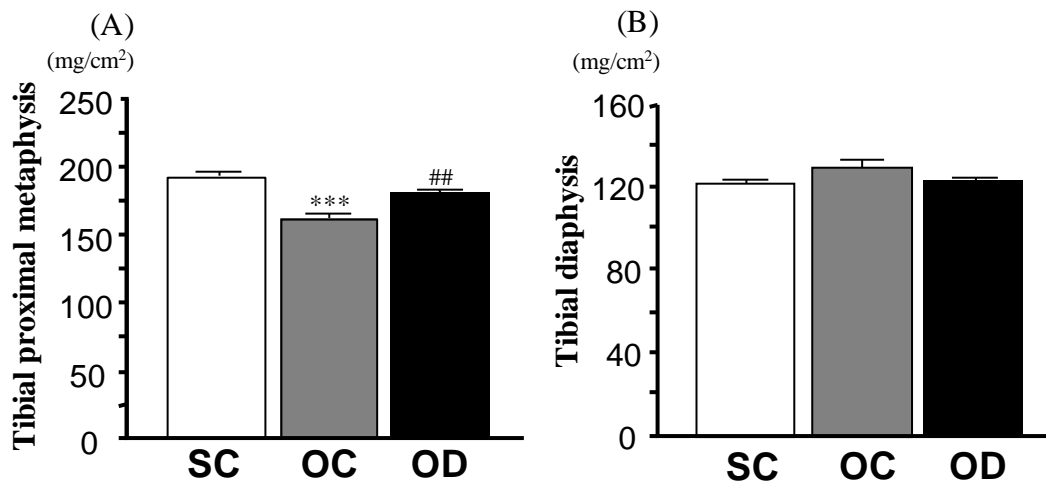 (A)
(mg/cm²)
Tibial proximal metaphysis
250
200
150
100
50
0
***
##
SC OC OD
(B)
(mg/cm²)
Tibial diaphysis
160
120
80
40
0
SC OC OD